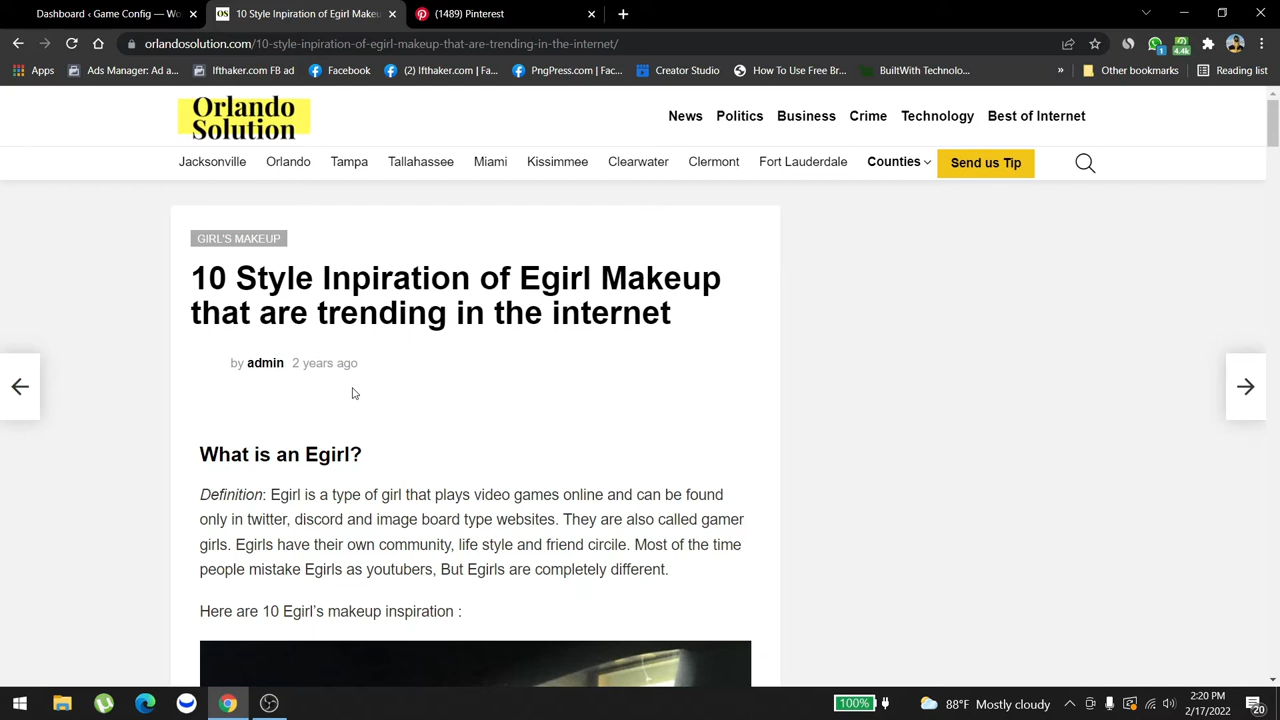 Dashboard ‹ Game Config — Wo
10 Style Inpiration of Egirl Makeu
(1489) Pinterest
orlandosolution.com/10-style-inpiration-of-egirl-makeup-that-are-trending-in-the-internet/
Apps
Ads Manager: Ad a...
Ifthaker.com FB ad
Facebook
(2) Ifthaker.com | Fa...
PngPress.com | Fac...
Creator Studio
How To Use Free Br...
BuiltWith Technolo...
»
Other bookmarks
Reading list
Orlando
Solution
News Politics Business Crime Technology Best of Internet
Jacksonville Orlando Tampa Tallahassee Miami Kissimmee Clearwater Clermont Fort Lauderdale Counties Send us Tip
GIRL'S MAKEUP
10 Style Inpiration of Egirl Makeup
that are trending in the internet
by admin 2 years ago
What is an Egirl?
Definition: Egirl is a type of girl that plays video games online and can be found
only in twitter, discord and image board type websites. They are also called gamer
girls. Egirls have their own community, life style and friend circile. Most of the time
people mistake Egirls as youtubers, But Egirls are completely different.
Here are 10 Egirl's makeup inspiration :
100%
88°F Mostly cloudy
2:20 PM
2/17/2022
20